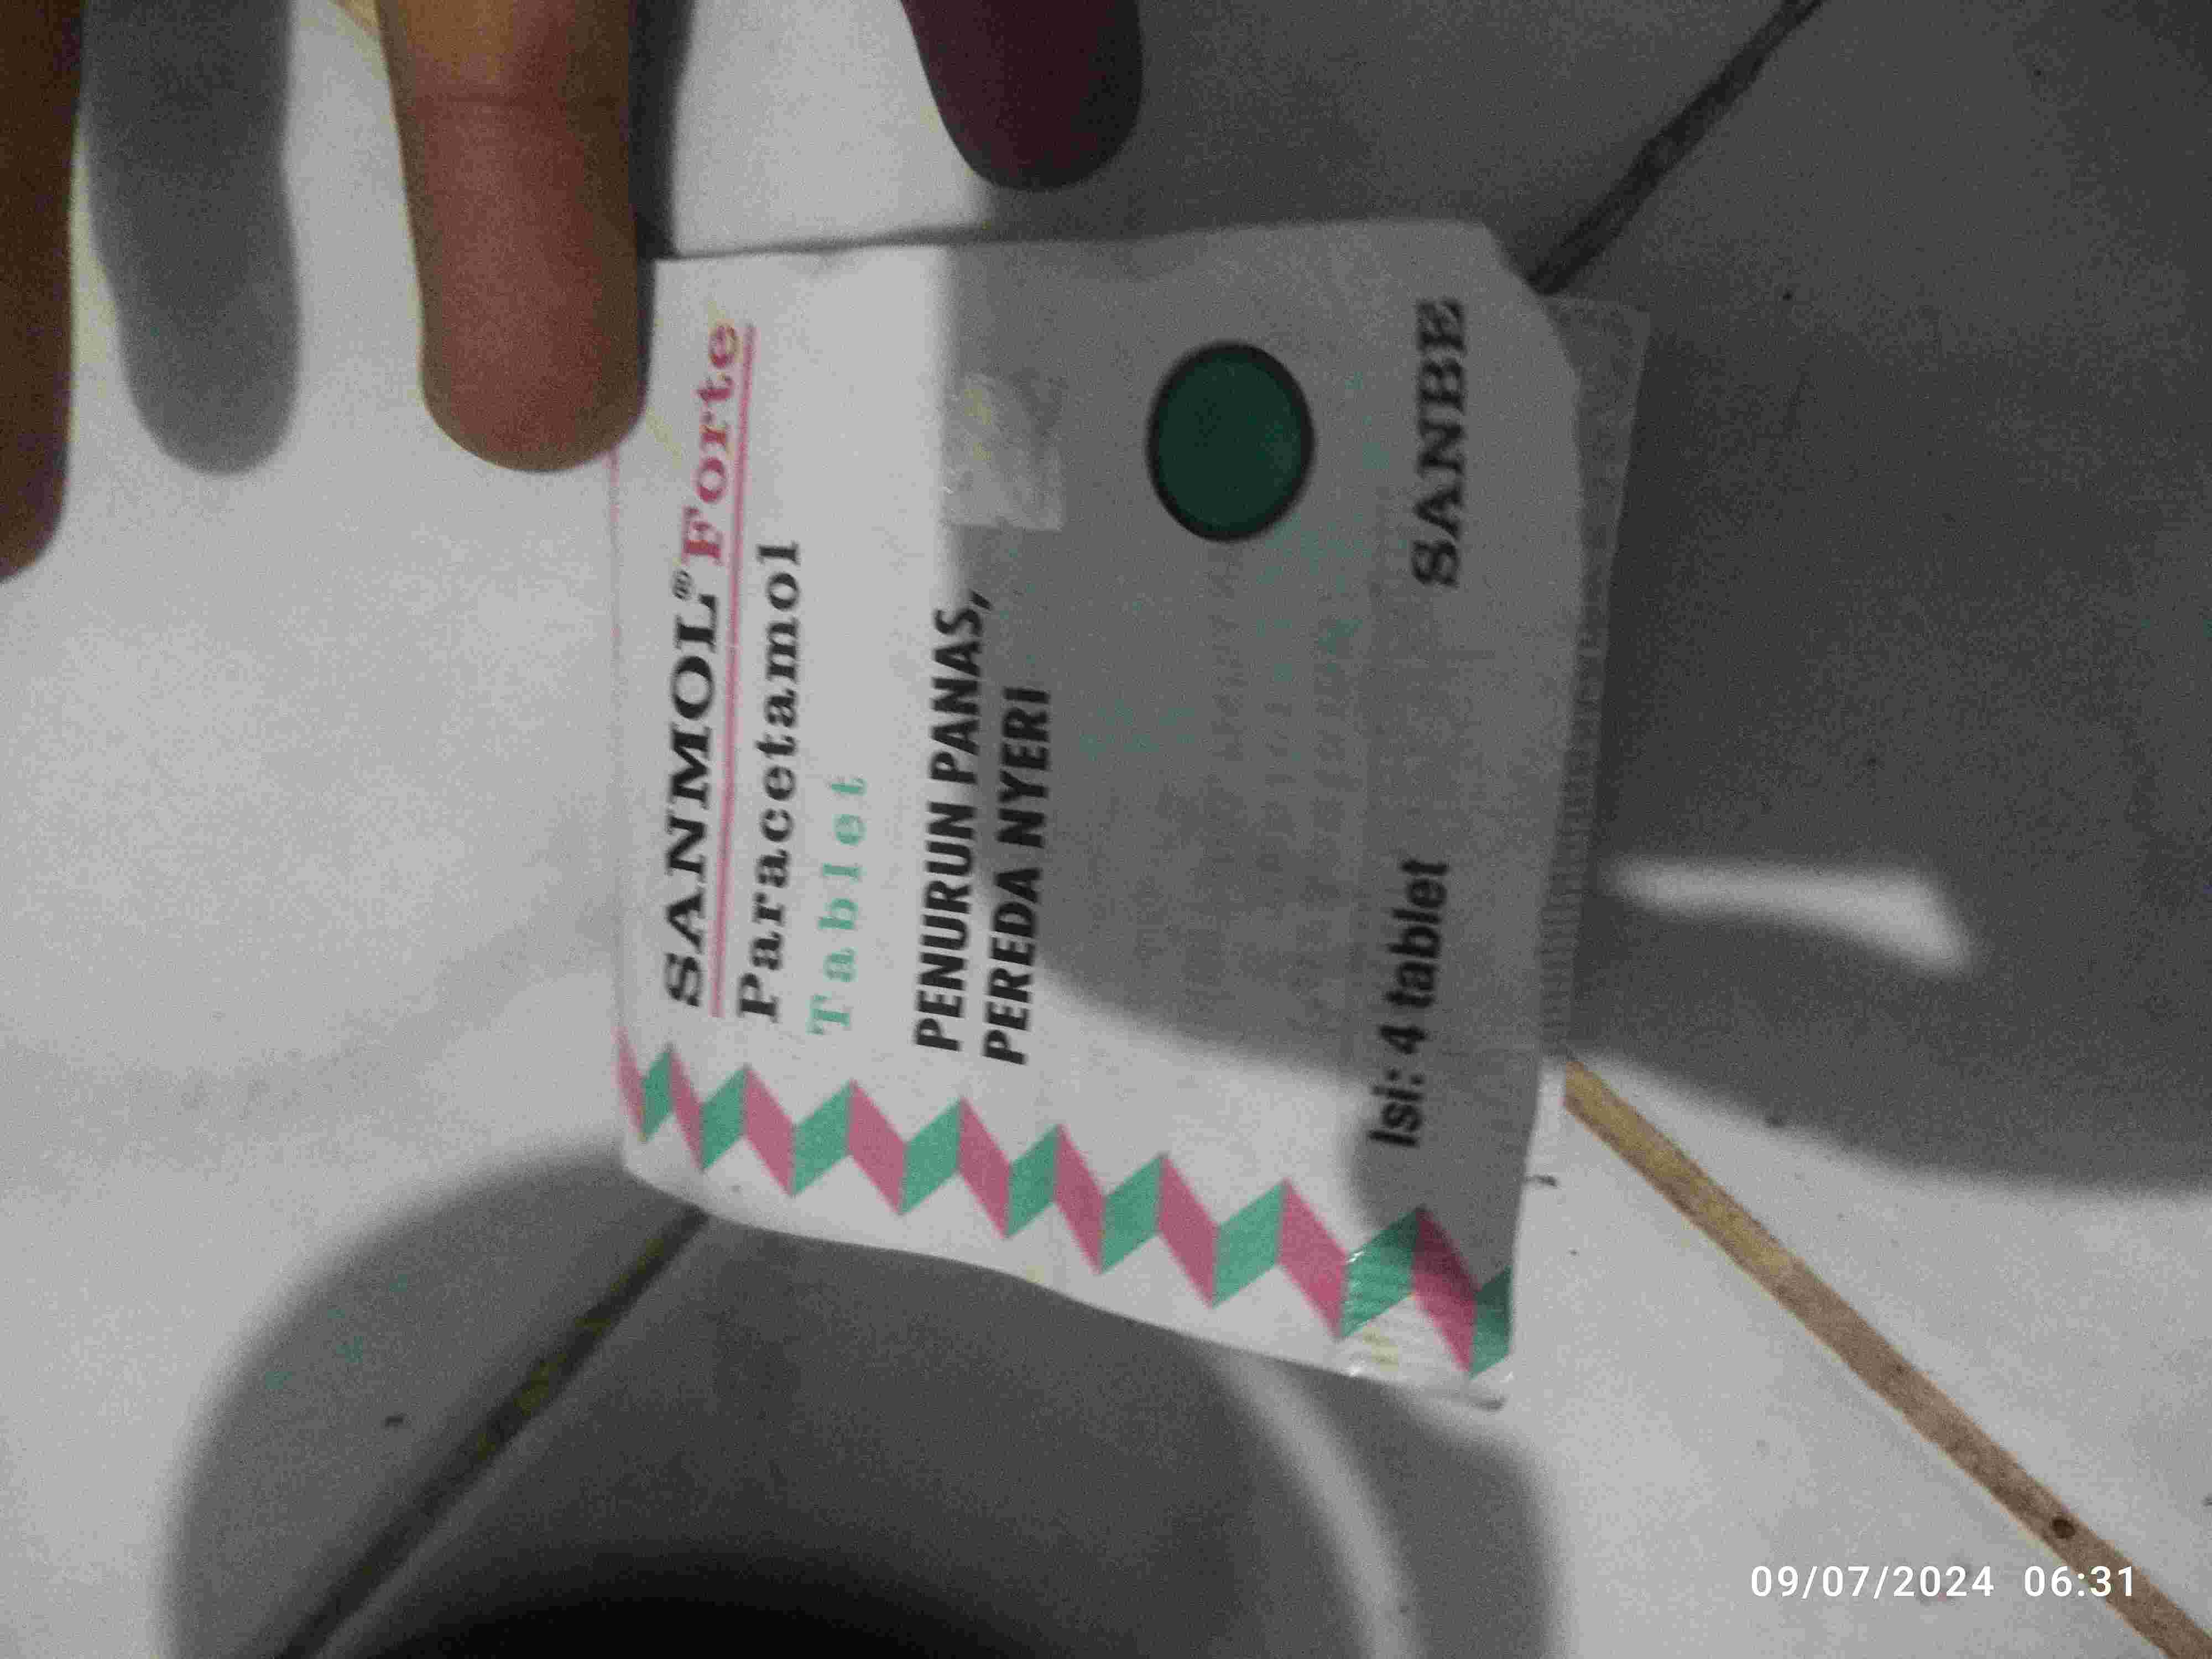 SANMOL® Forte
Paracetamol
Tablet
PENURUN PANAS,
PEREDA NYERI
Isi: 4 tablet SANBE
09/07/2024 06:31